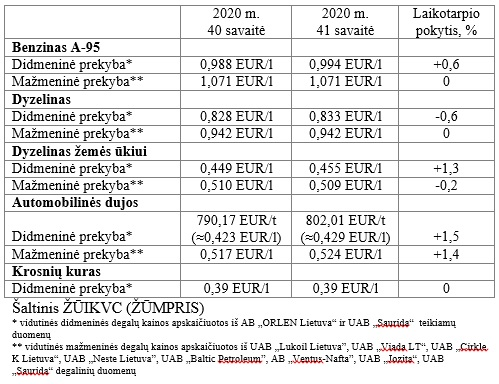 2020 m. 40 savaitė 2020 m. 41 savaitė Laikotarpio pokytis, %
Benzinas A-95
Didmeninė prekyba* 0,988 EUR/l 0,994 EUR/l +0,6
Mažmeninė prekyba** 1,071 EUR/l 1,071 EUR/l 0
Dyzelinas
Didmeninė prekyba* 0,828 EUR/l 0,833 EUR/l -0,6
Mažmeninė prekyba** 0,942 EUR/l 0,942 EUR/l 0
Dyzelinas žemės ūkiui
Didmeninė prekyba* 0,449 EUR/l 0,455 EUR/l +1,3
Mažmeninė prekyba** 0,510 EUR/l 0,509 EUR/l -0,2
Automobilinės dujos
Didmeninė prekyba* 790,17 EUR/t (≈0,423 EUR/l) 802,01 EUR/t (≈0,429 EUR/l) +1,5
Mažmeninė prekyba** 0,517 EUR/l 0,524 EUR/l +1,4
Krosnių kuras
Didmeninė prekyba* 0,39 EUR/l 0,39 EUR/l 0
Šaltinis ŽŪIKVC (ŽŪMPRIS)
* vidutinės didmeninės degalų kainos apskaičiuotos iš AB „ORLEN Lietuva“ ir UAB „Saurida“ teikiamų
duomenų
** vidutinės mažmeninės degalų kainos apskaičiuotos iš UAB „Lukoil Lietuva”, UAB „Viada LT“, UAB „Cirkle
K Lietuva“, UAB „Neste Lietuva”, UAB „Baltic Petroleum”, AB „Ventus-Nafta”, UAB „Jozita“, UAB
„Saurida“ degalinių duomenų